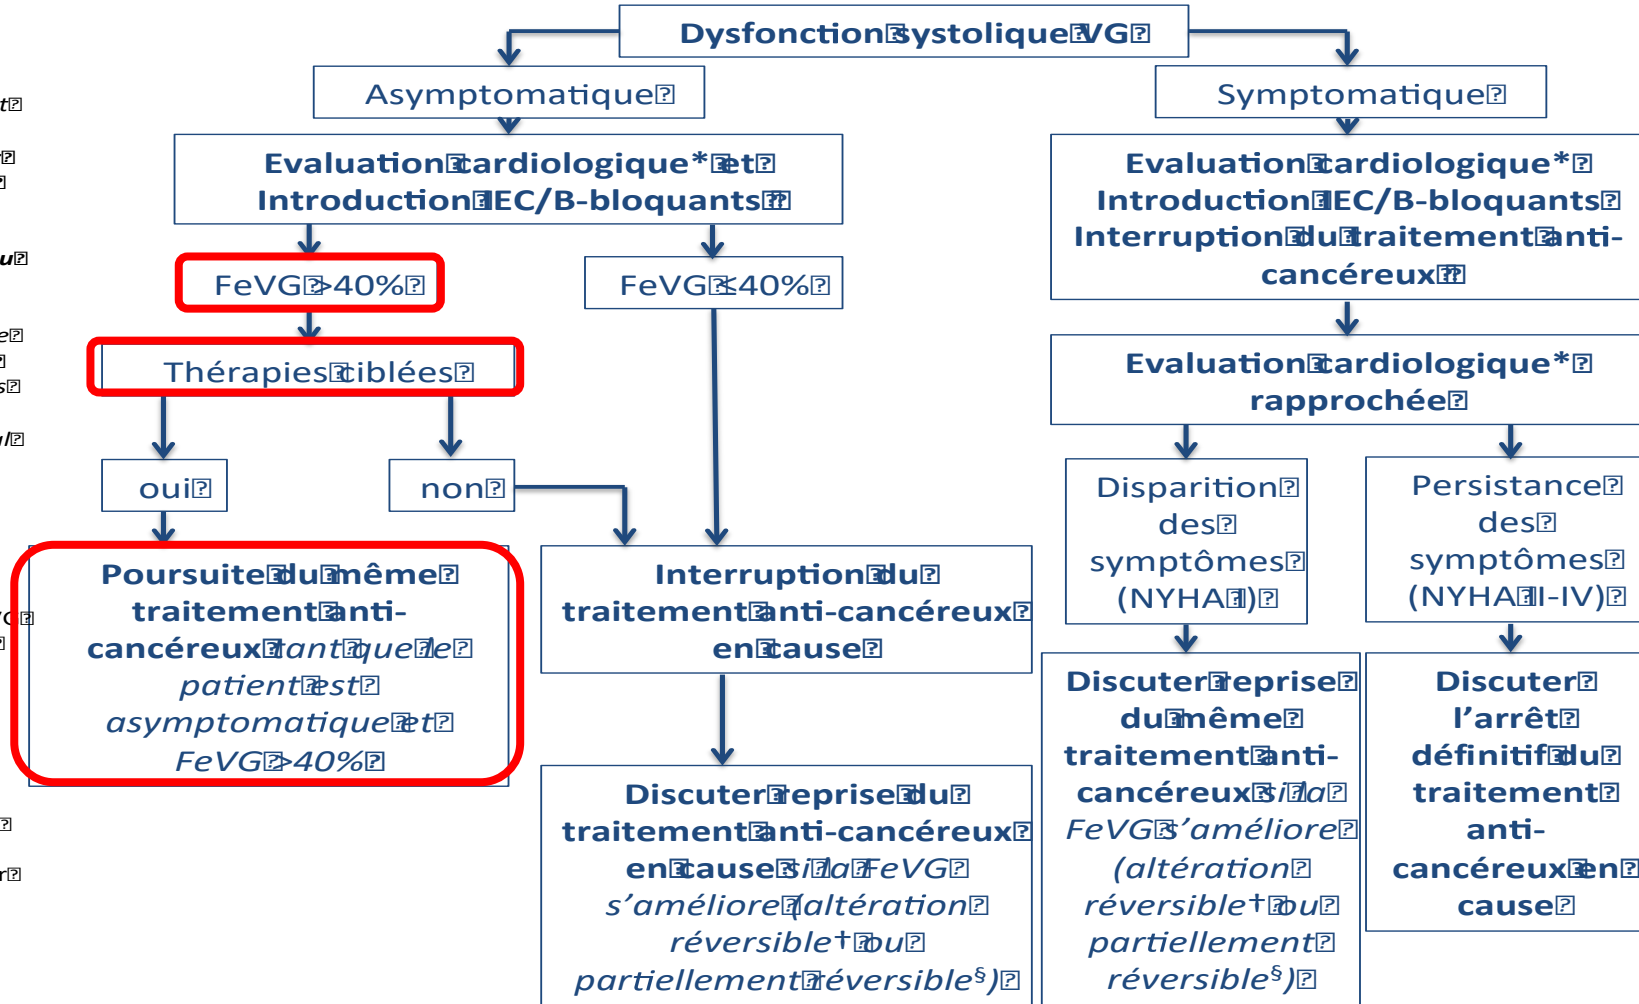 Dysfonction systolique VG
Asymptomatique
Symptomatique
Evaluation cardiologique* et
Introduction IEC/B-bloquants
Evaluation cardiologique*
Introduction IEC/B-bloquants
Interruption du traitement anti-
cancéreux
FeVG >40%
FeVG ≤40%
Thérapies ciblées
Evaluation cardiologique*
rapprochée
oui
non
Disparition
des
symptômes
(NYHA I)
Persistance
des
symptômes
(NYHA II-IV)
Poursuite du même
traitement anti-
cancéreux tant que le
patient est
asymptomatique et
FeVG >40%
Interruption du
traitement anti-cancéreux
en cause
Discuter reprise du
traitement anti-cancéreux
en cause si la FeVG
s’améliore (altération
réversible† ou
partiellement réversible§)
Discuter reprise
du même
traitement anti-
cancéreux si la
FeVG s’améliore
(altération
réversible† ou
partiellement
réversible§)
Discuter
l’arrêt
définitif du
traitement
anti-
cancéreux en
cause